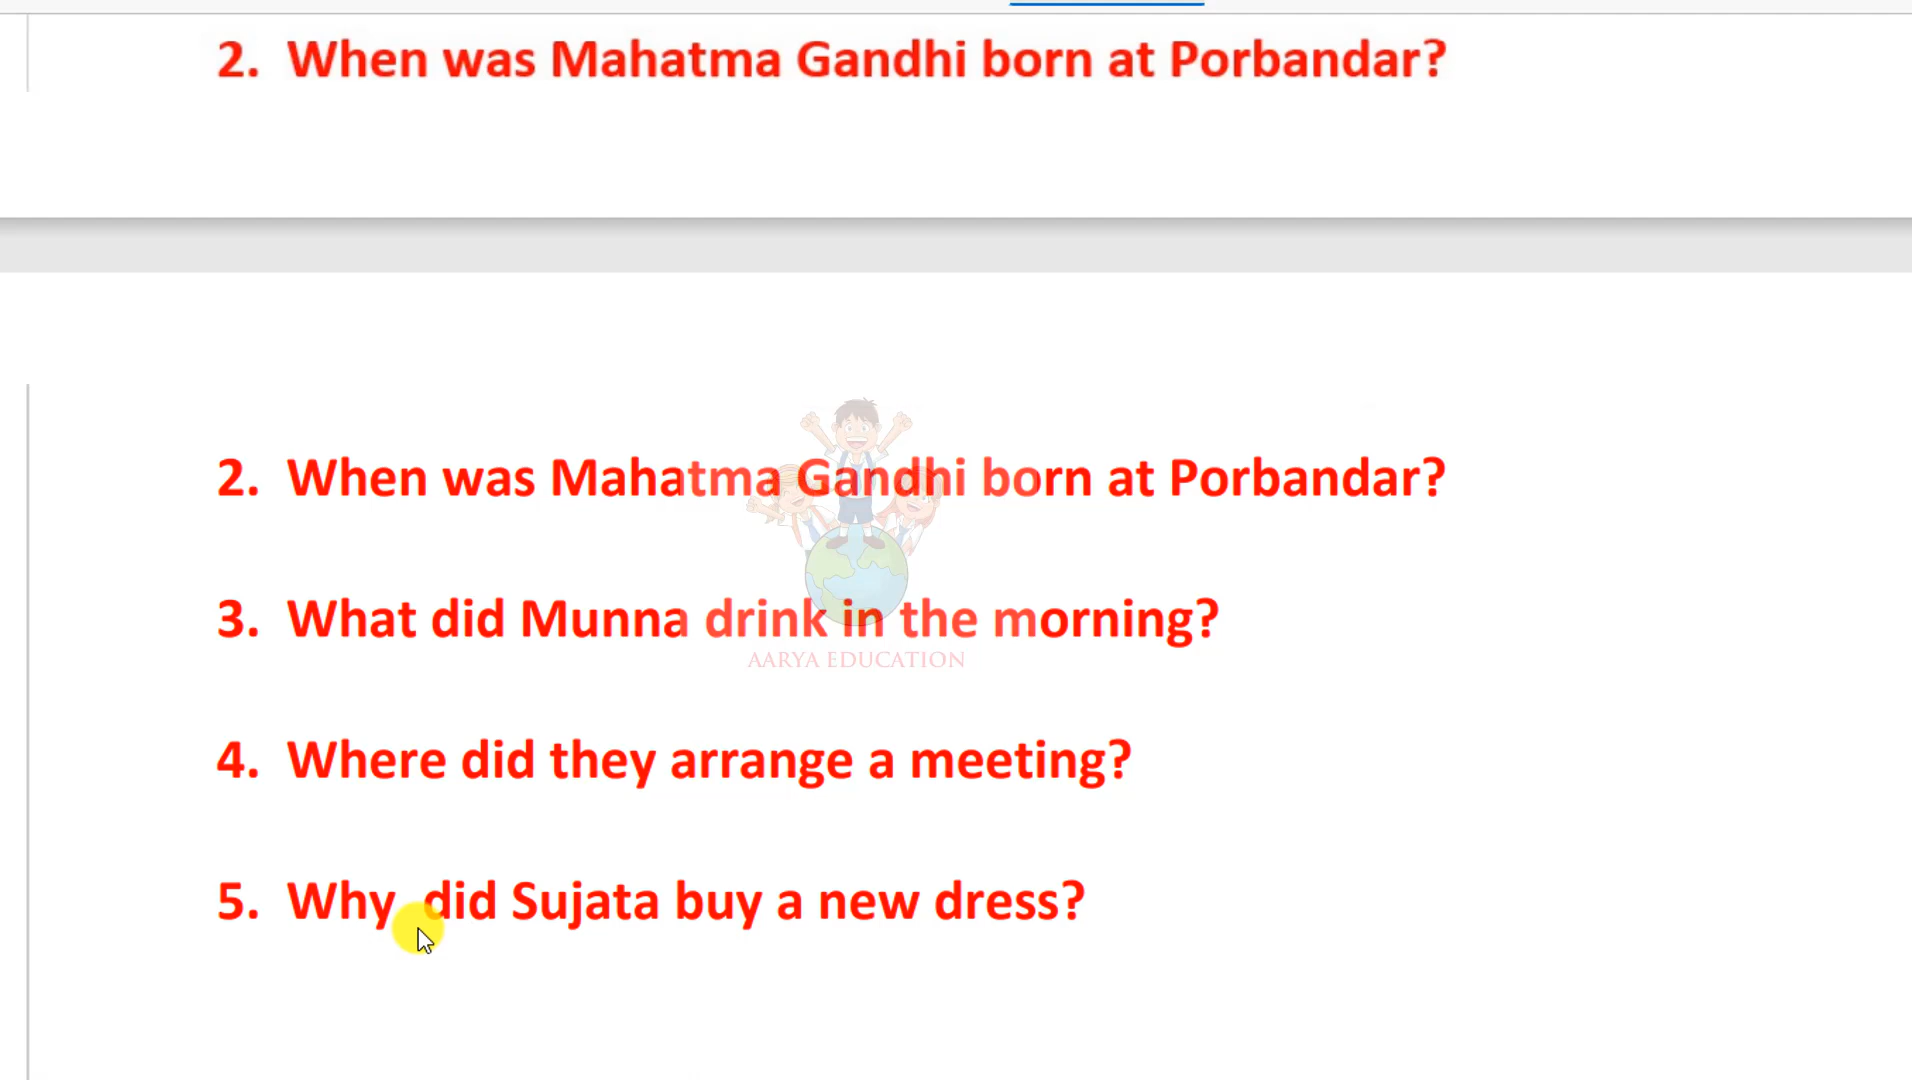 2. When was Mahatma Gandhi born at Porbandar?
2. When was Mahatma Gandhi born at Porbandar?
3. What did Munna drink in the morning?
AARYA EDUCATION
4. Where did they arrange a meeting?
5. Why did Sujata buy a new dress?